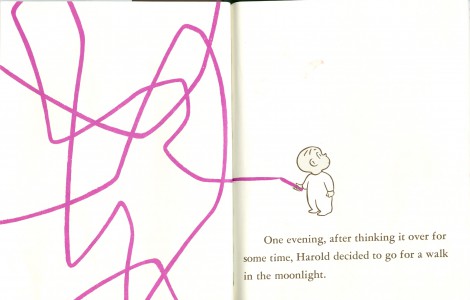 One evening, after thinking it over for
some time, Harold decided to go for a walk
in the moonlight.